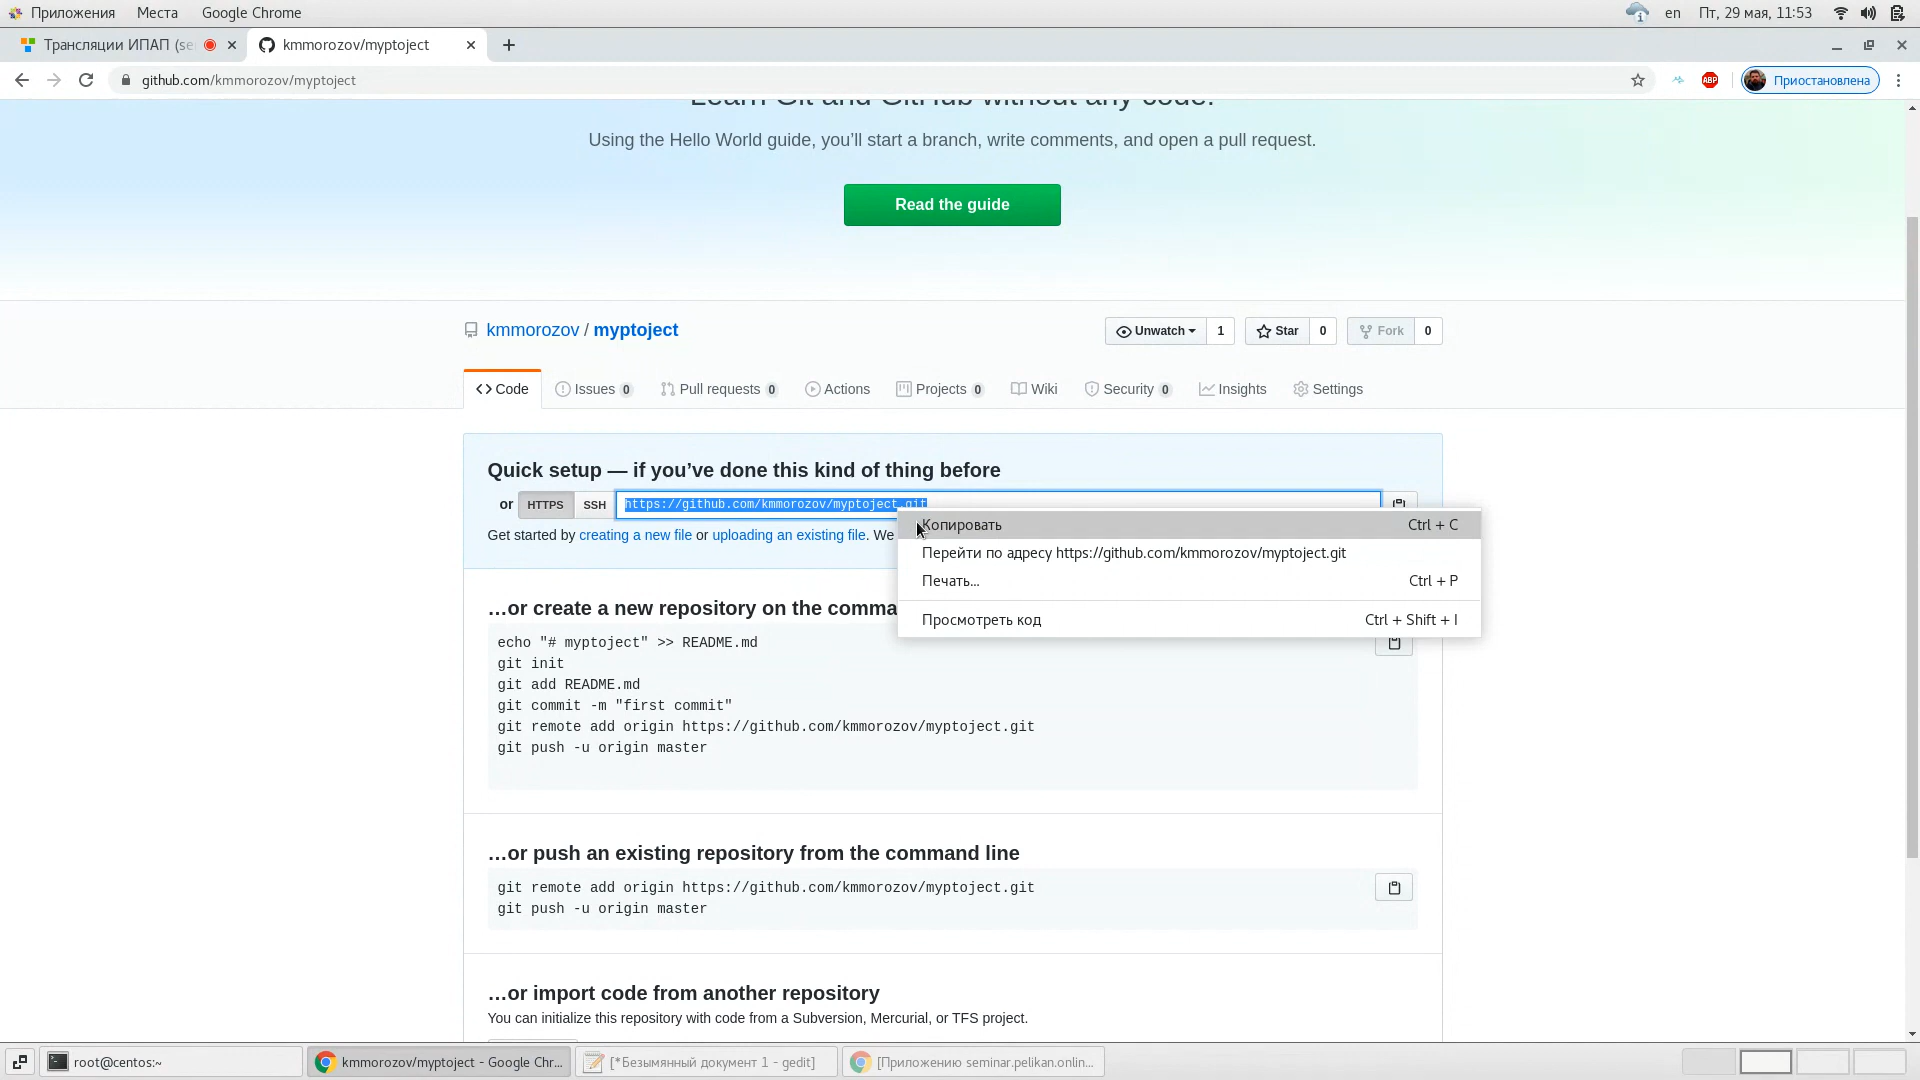 Приложения Места Google Chrome en Пт, 29 мая, 11:53
Трансляции ИПАП (se kmmorozov/myptoject
github.com/kmmorozov/myptoject ABP Приостановлена
Learn Git and GitHub without any code!
Using the Hello World guide, you’ll start a branch, write comments, and open a pull request.
Read the guide
kmmorozov / myptoject Unwatch 1 Star 0 Fork 0
Code Issues 0 Pull requests 0 Actions Projects 0 Wiki Security 0 Insights Settings
Quick setup — if you’ve done this kind of thing before
or HTTPS SSH https://github.com/kmmorozov/myptoject.git
Get started by creating a new file or uploading an existing file. We
Копировать Ctrl + C
Перейти по адресу https://github.com/kmmorozov/myptoject.git
Печать... Ctrl + P
Просмотреть код Ctrl + Shift + I
…or create a new repository on the comma
echo "# myptoject" >> README.md
git init
git add README.md
git commit -m "first commit"
git remote add origin https://github.com/kmmorozov/myptoject.git
git push -u origin master
…or push an existing repository from the command line
git remote add origin https://github.com/kmmorozov/myptoject.git
git push -u origin master
…or import code from another repository
You can initialize this repository with code from a Subversion, Mercurial, or TFS project.
root@centos:~ kmmorozov/myptoject - Google Chr... [*Безымянный документ 1 - gedit] [Приложению seminar.pelikan.onlin...